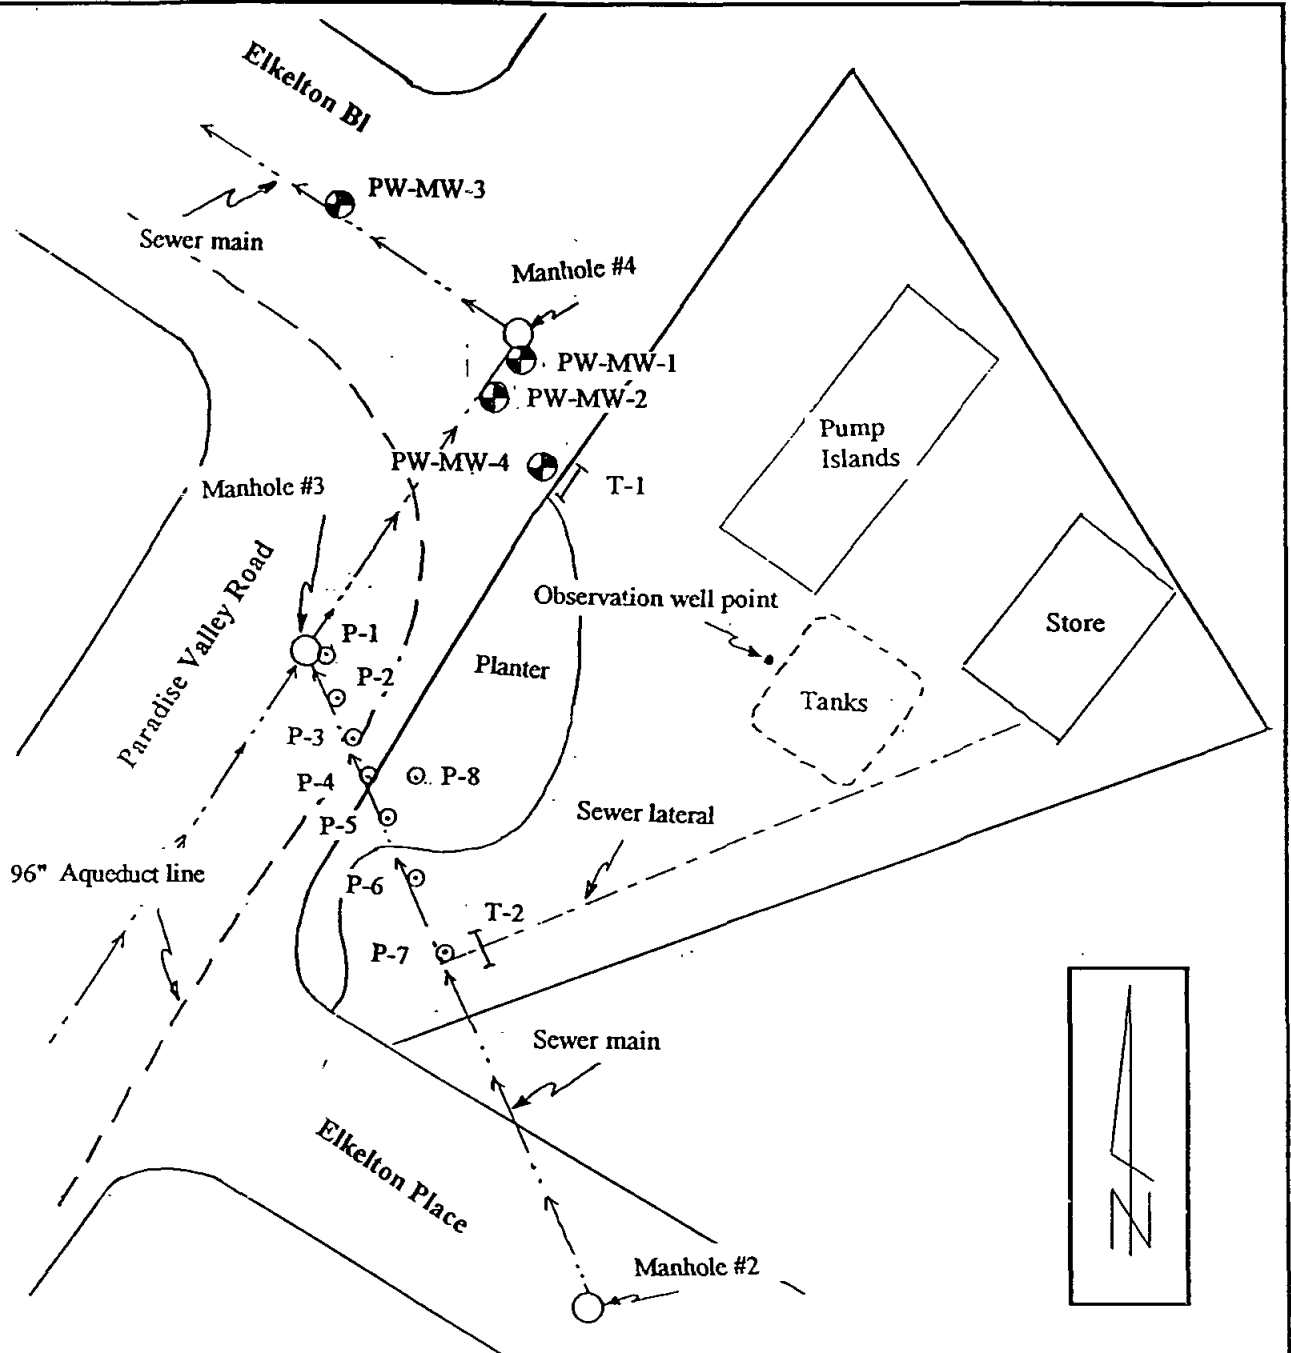 Elkelton Bl
PW-MW-3
Sewer main
Manhole #4
PW-MW-1
PW-MW-2
PW-MW-4
T-1
Pump
Islands
Manhole #3
Paradise Valley Road
Observation well point
Store
P-1
P-2
Planter
Tanks
P-3
P-4
P-8
P-5
Sewer lateral
96" Aqueduct line
P-6
T-2
P-7
Sewer main
Elkelton Place
Manhole #2
N